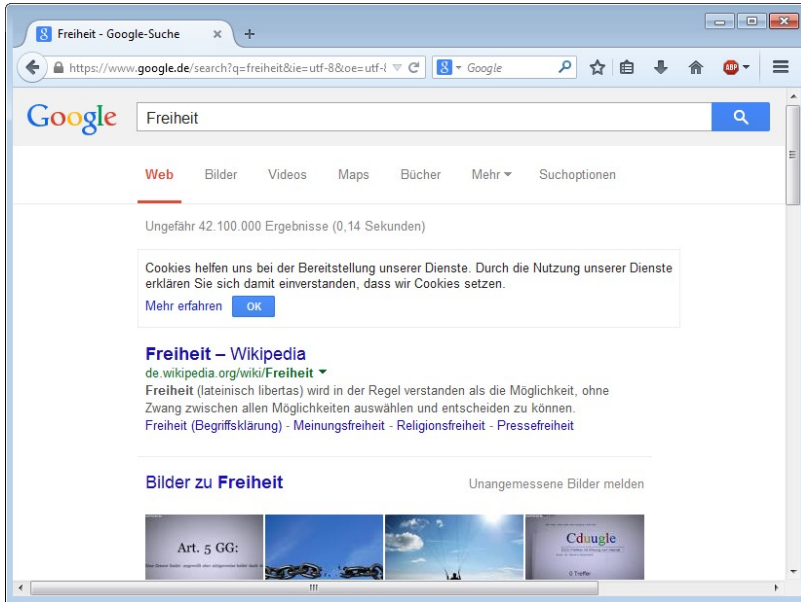 Freiheit - Google-Suche
https://www.google.de/search?q=freiheit&ie=utf-8&oe=utf-8
Google
ABP
Google
Freiheit
Web Bilder Videos Maps Bücher Mehr Suchoptionen
Ungefähr 42.100.000 Ergebnisse (0,14 Sekunden)
Cookies helfen uns bei der Bereitstellung unserer Dienste. Durch die Nutzung unserer Dienste
erklären Sie sich damit einverstanden, dass wir Cookies setzen.
Mehr erfahren OK
Freiheit – Wikipedia
de.wikipedia.org/wiki/Freiheit
Freiheit (lateinisch libertas) wird in der Regel verstanden als die Möglichkeit, ohne
Zwang zwischen allen Möglichkeiten auswählen und entscheiden zu können.
Freiheit (Begriffsklärung) - Meinungsfreiheit - Religionsfreiheit - Pressefreiheit
Bilder zu Freiheit Unangemessene Bilder melden
Art. 5 GG:
Cduugle
0 Treffer